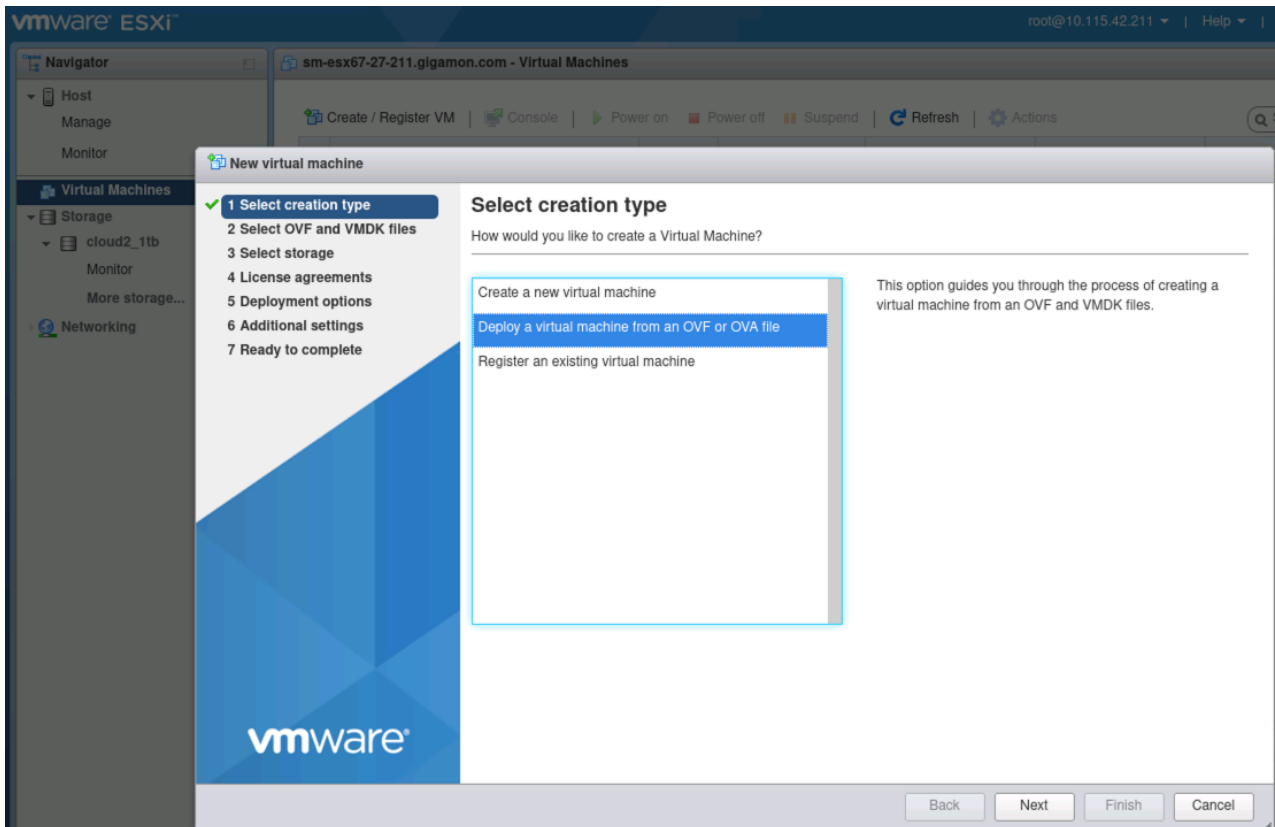 vmware ESXi™
root@10.115.42.211 | Help |
Navigator
sm-esx67-27-211.gigamon.com - Virtual Machines
Host
Manage
Monitor
Create / Register VM | Console | Power on Power off Suspend | Refresh | Actions
Virtual Machines
Storage
cloud2_1tb
Monitor
More storage...
Networking
New virtual machine
1 Select creation type
2 Select OVF and VMDK files
3 Select storage
4 License agreements
5 Deployment options
6 Additional settings
7 Ready to complete
vmware®
Select creation type
How would you like to create a Virtual Machine?
Create a new virtual machine
Deploy a virtual machine from an OVF or OVA file
Register an existing virtual machine
This option guides you through the process of creating a
virtual machine from an OVF and VMDK files.
Back Next Finish Cancel